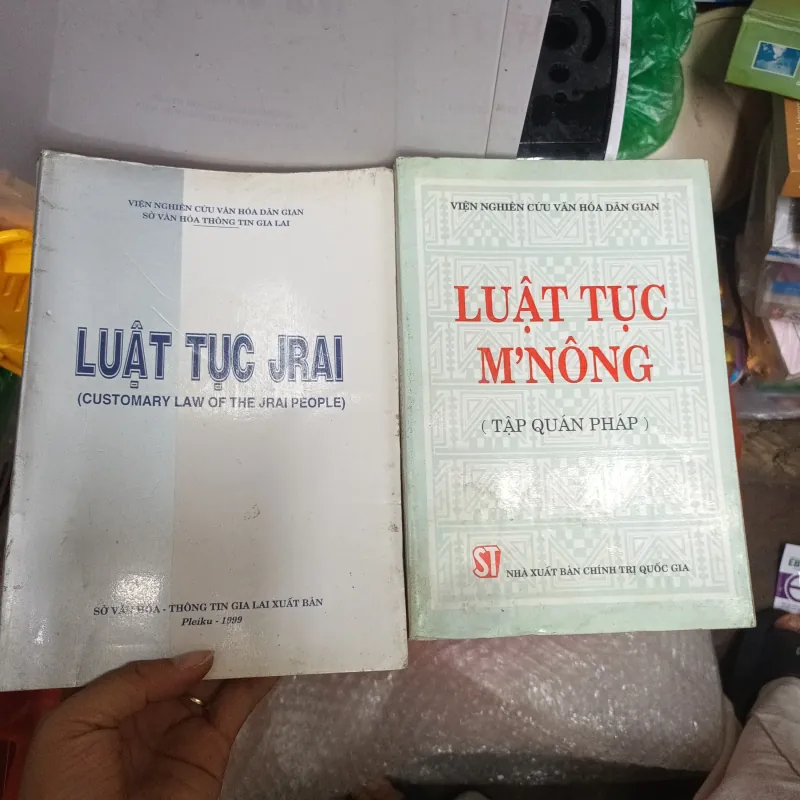 VIỆN NGHIÊN CỨU VĂN HÓA DÂN GIAN
SỞ VĂN HÓA THÔNG TIN GIA LAI
LUẬT TỤC JRAI
(CUSTOMARY LAW OF THE JRAI PEOPLE)
SỞ VĂN HÓA - THÔNG TIN GIA LAI XUẤT BẢN
Pleiku - 1999
VIỆN NGHIÊN CỨU VĂN HÓA DÂN GIAN
LUẬT TỤC
M'NÔNG
( TẬP QUÁN PHÁP )
ST
NHÀ XUẤT BẢN CHÍNH TRỊ QUỐC GIA